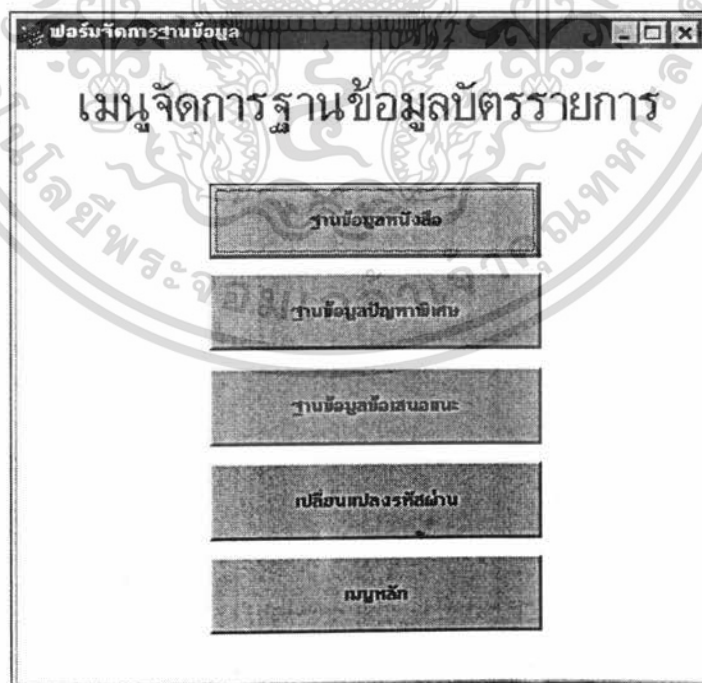 ฟอร์มจัดการฐานข้อมูล
เมนูจัดการฐานข้อมูลบัตรรายการ
ฐานข้อมูลหนังสือ
ฐานข้อมูลปัญหาพิเศษ
ฐานข้อมูลข้อเสนอแนะ
เปลี่ยนแปลงรหัสผ่าน
เมนูหลัก